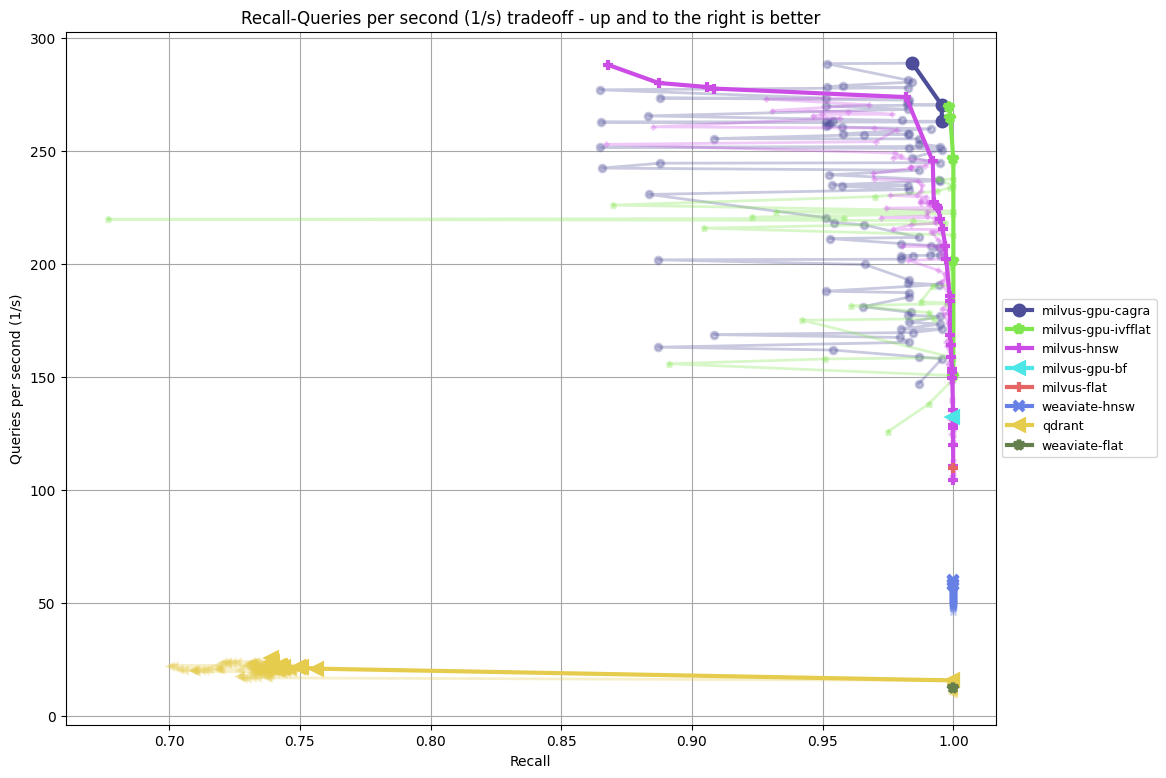 Recall-Queries per second (1/s) tradeoff - up and to the right is better
300
250
200
150
100
50
0
Queries per second (1/s)
0.70 0.75 0.80 0.85 0.90 0.95 1.00
Recall
milvus-gpu-cagra
milvus-gpu-ivfflat
milvus-hnsw
milvus-gpu-bf
milvus-flat
weaviate-hnsw
qdrant
weaviate-flat